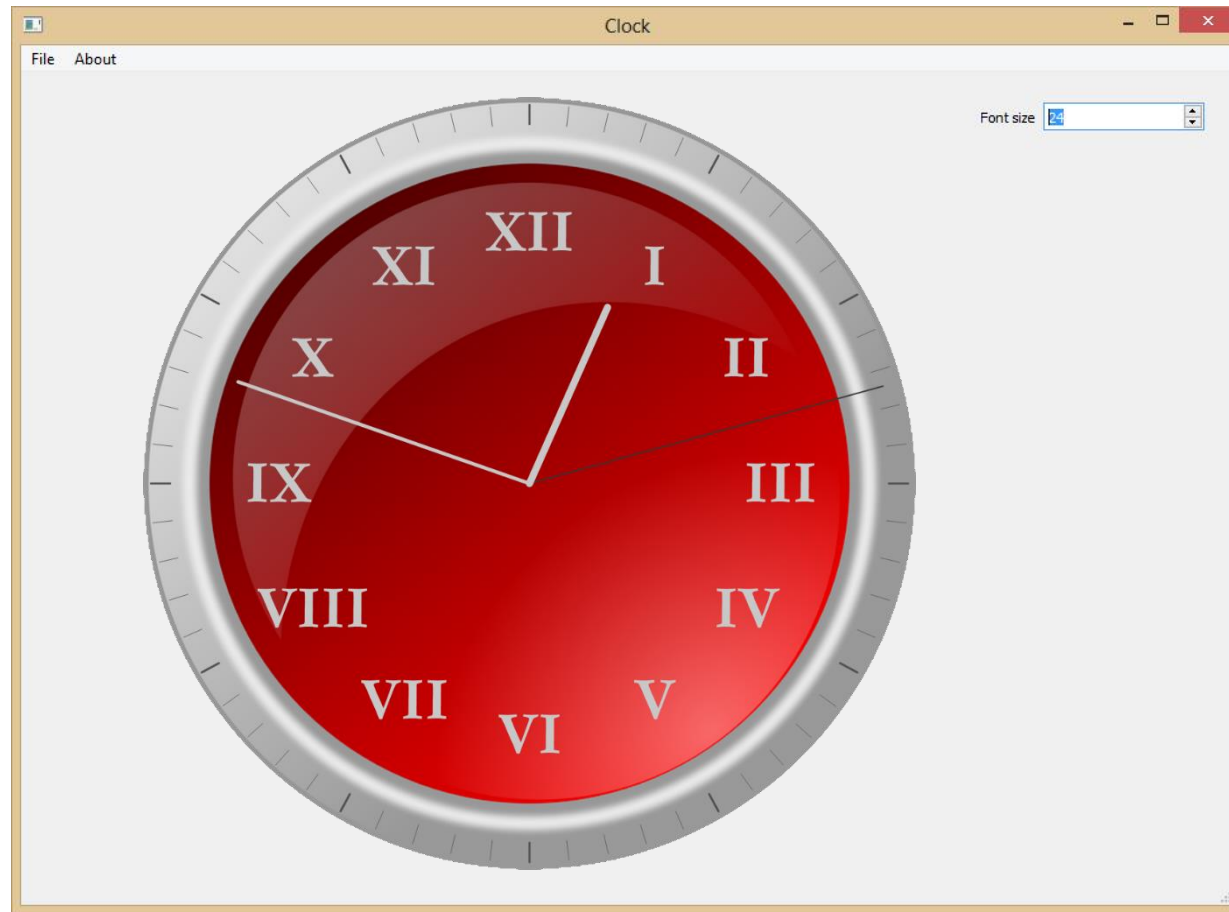 Clock
File About
Font size 24
XII
XI I
X II
IX III
VIII IV
VII V
VI